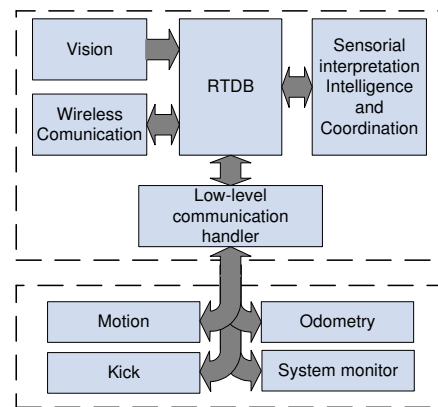 Vision
Wireless
Comunication
RTDB
Sensorial
interpretation
Intelligence
and
Coordination
Low-level
communication
handler
Motion
Odometry
Kick
System monitor